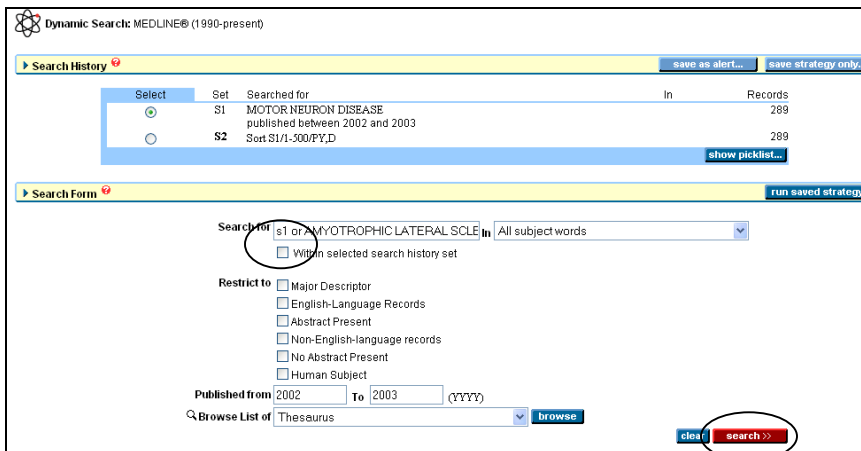 Dynamic Search: MEDLINE® (1990-present)
Search History ?
save as alert... save strategy only.
Select Set Searched for In Records
S1 MOTOR NEURON DISEASE 289
published between 2002 and 2003
S2 Sort S1/1-500/PY,D 289
show picklist...
Search Form ?
run saved strategy
Search for s1 or AMYOTROPHIC LATERAL SCLE In All subject words
Within selected search history set
Restrict to Major Descriptor
English-Language Records
Abstract Present
Non-English-language records
No Abstract Present
Human Subject
Published from 2002 To 2003 (YYYY)
Browse List of Thesaurus browse
clear search >>